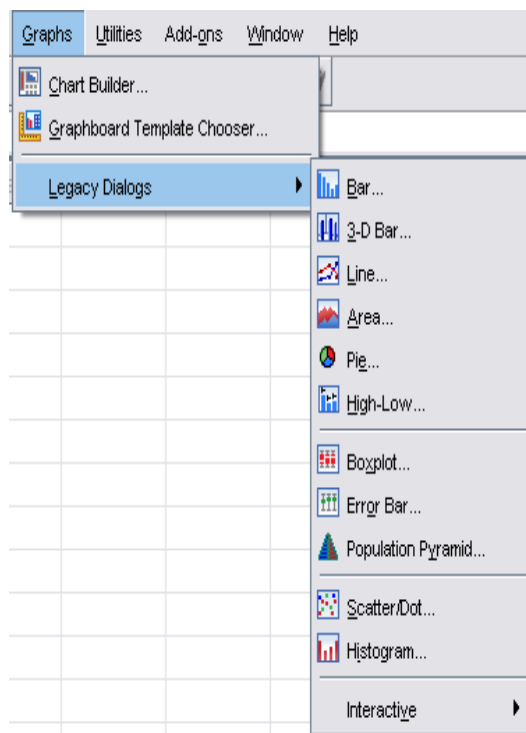 Graphs Utilities Add-ons Window Help
Chart Builder...
Graphboard Template Chooser...
Legacy Dialogs
Bar...
3-D Bar...
Line...
Area...
Pie...
High-Low...
Boxplot...
Error Bar...
Population Pyramid...
Scatter/Dot...
Histogram...
Interactive